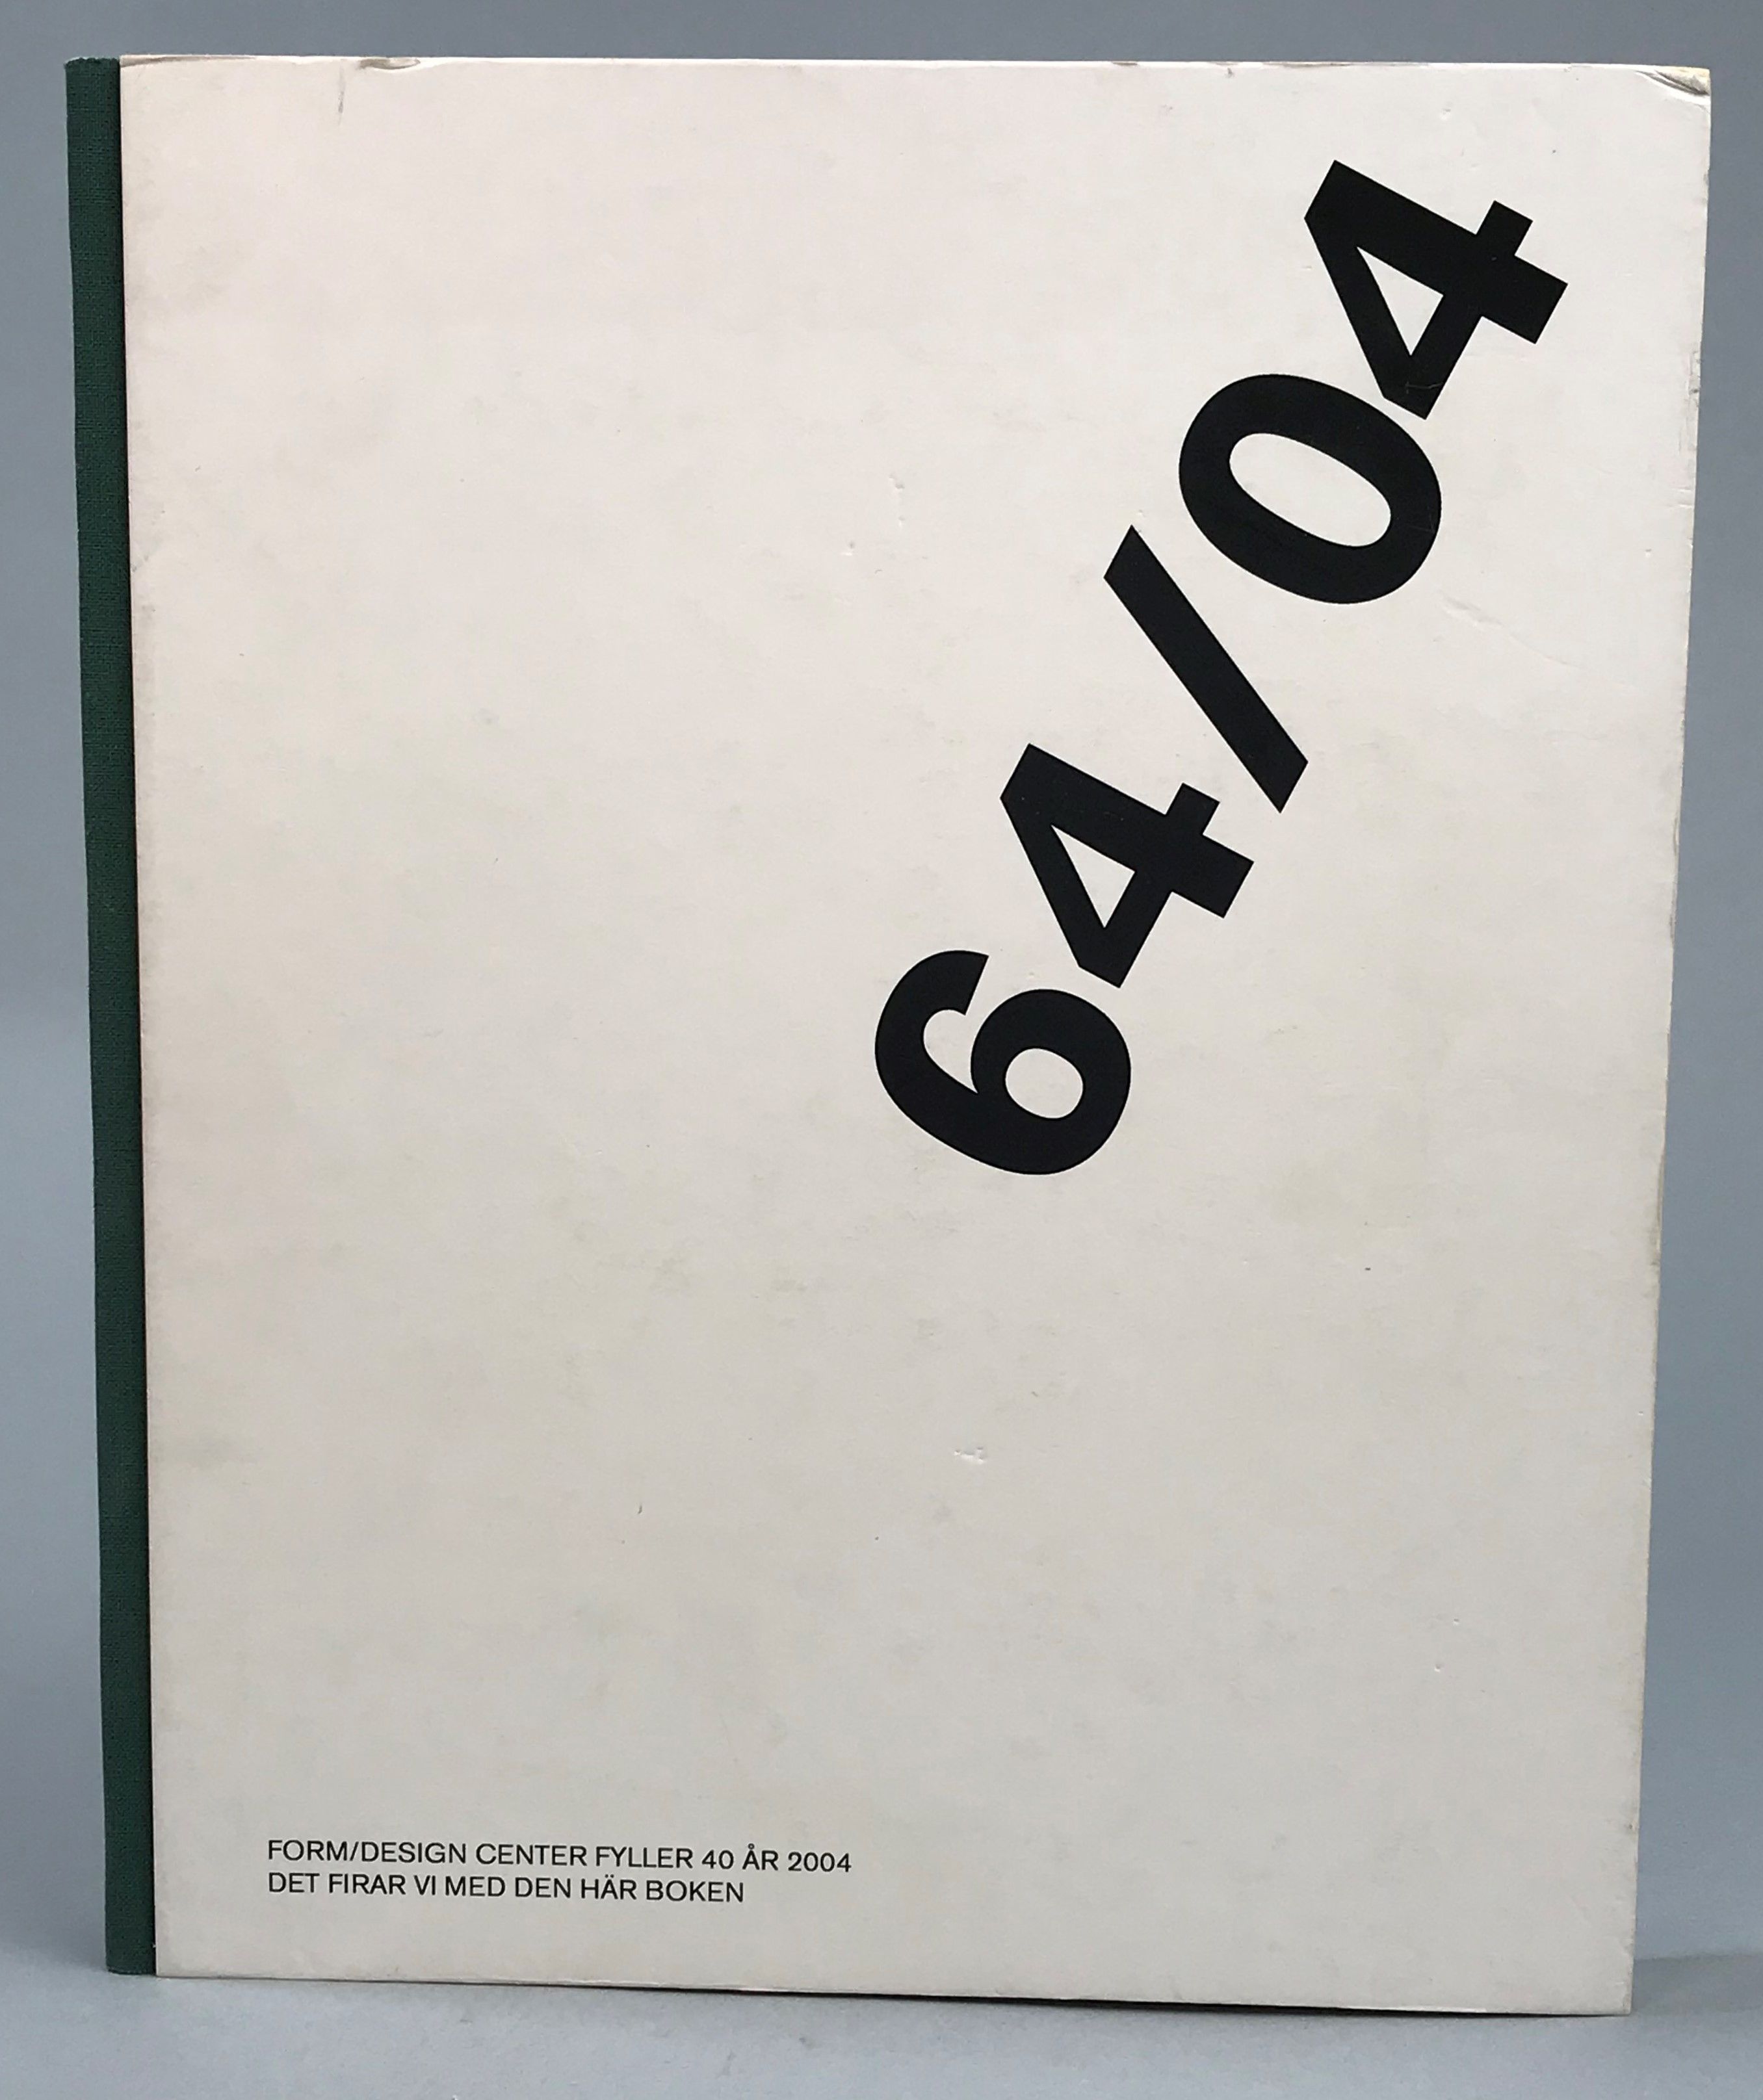 64/04
FORM/DESIGN CENTER FYLLER 40 ÅR 2004
DET FIRAR VI MED DEN HÄR BOKEN